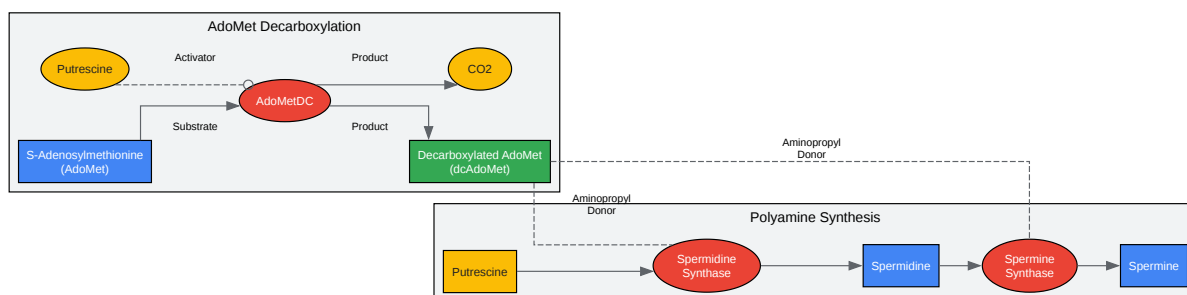 AdoMet Decarboxylation
Putrescine
Activator
Product
CO2
AdoMetDC
Substrate
Product
S-Adenosylmethionine
(AdoMet)
Decarboxylated AdoMet
(dcAdoMet)
Aminopropyl
Donor
Aminopropyl
Donor
Polyamine Synthesis
Putrescine
Spermidine
Synthase
Spermidine
Spermine
Synthase
Spermine